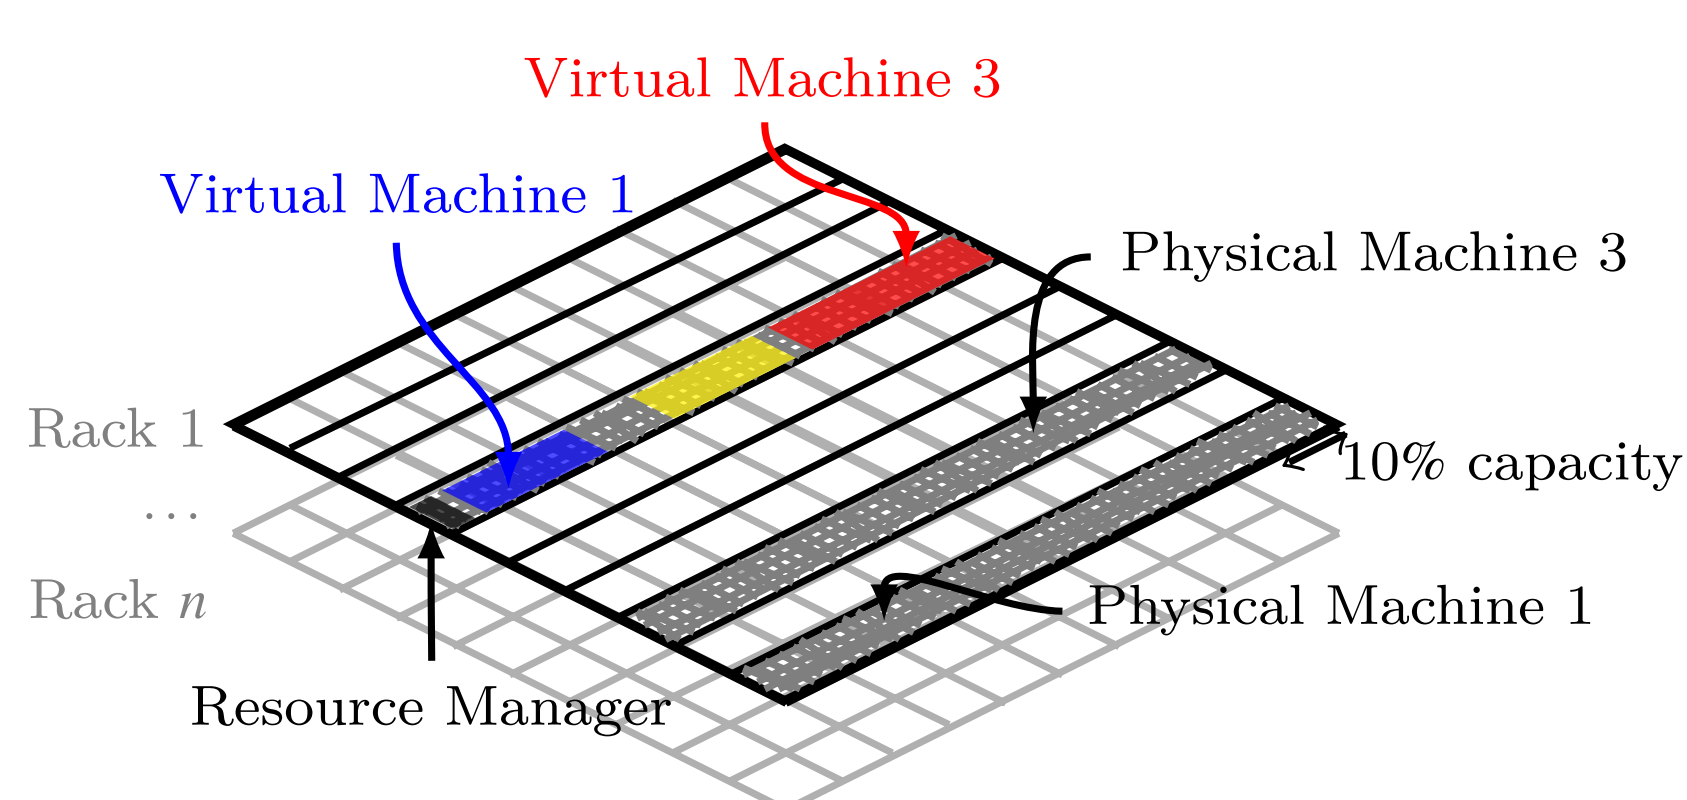 Virtual Machine 3
Virtual Machine 1
Physical Machine 3
Rack 1
10% capacity
...
Rack n
Physical Machine 1
Resource Manager